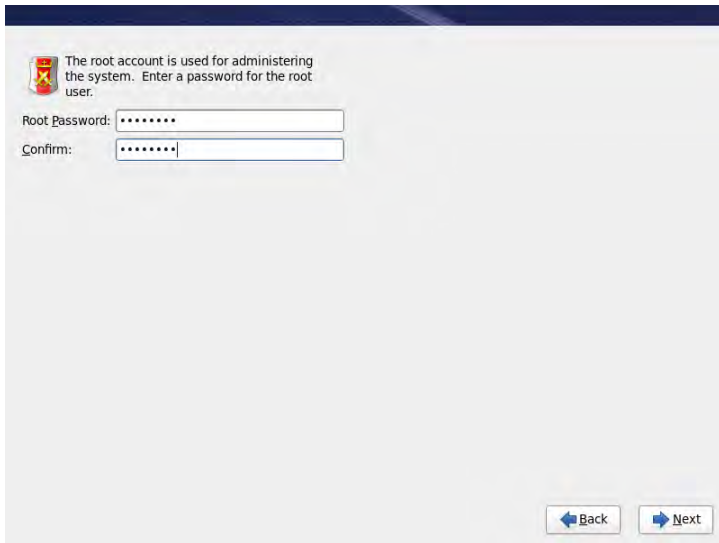 The root account is used for administering
the system.  Enter a password for the root
user.
Root Password: ••••••••
Confirm: ••••••••
Back Next